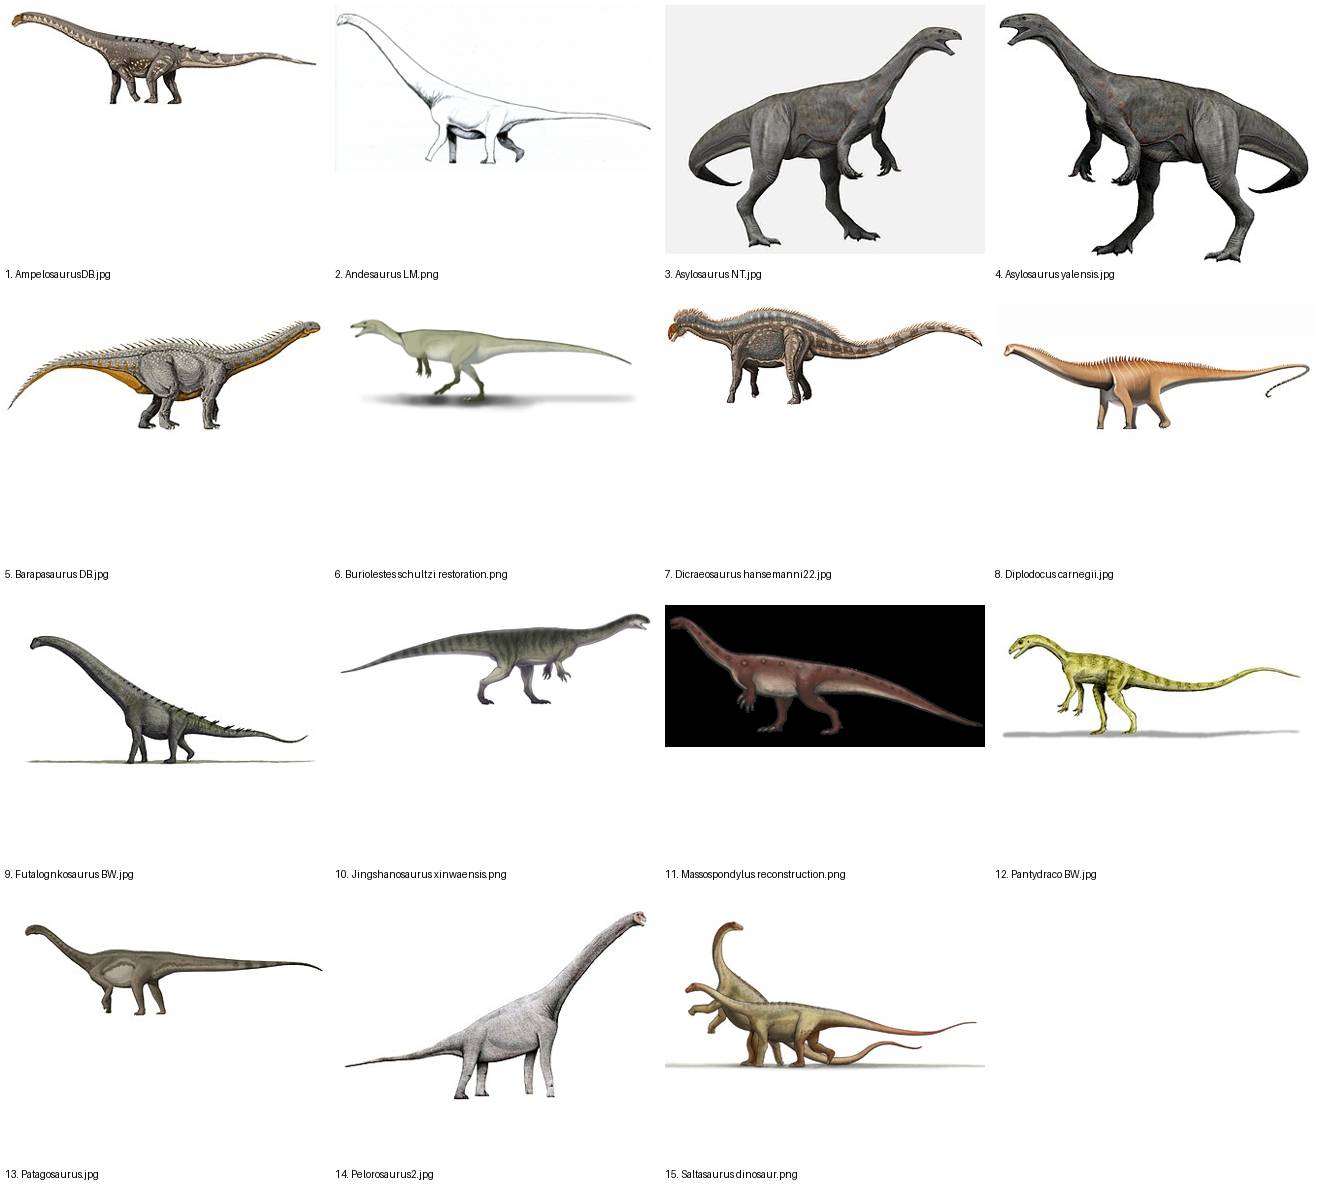 1. AmpelosaurusDB.jpg
2. Andesaurus LM.png
3. Asylosaurus NT.jpg
4. Asylosaurus yalensis.jpg
5. Barapasaurus DB.jpg
6. Buriolestes schultzi restoration.png
7. Dicraeosaurus hansemanni22.jpg
8. Diplodocus carnegii.jpg
9. Futalognkosaurus BW.jpg
10. Jingshanosaurus xinwaensis.png
11. Massospondylus reconstruction.png
12. Pantydraco BW.jpg
13. Patagosaurus.jpg
14. Pelorosaurus2.jpg
15. Saltasaurus dinosaur.png